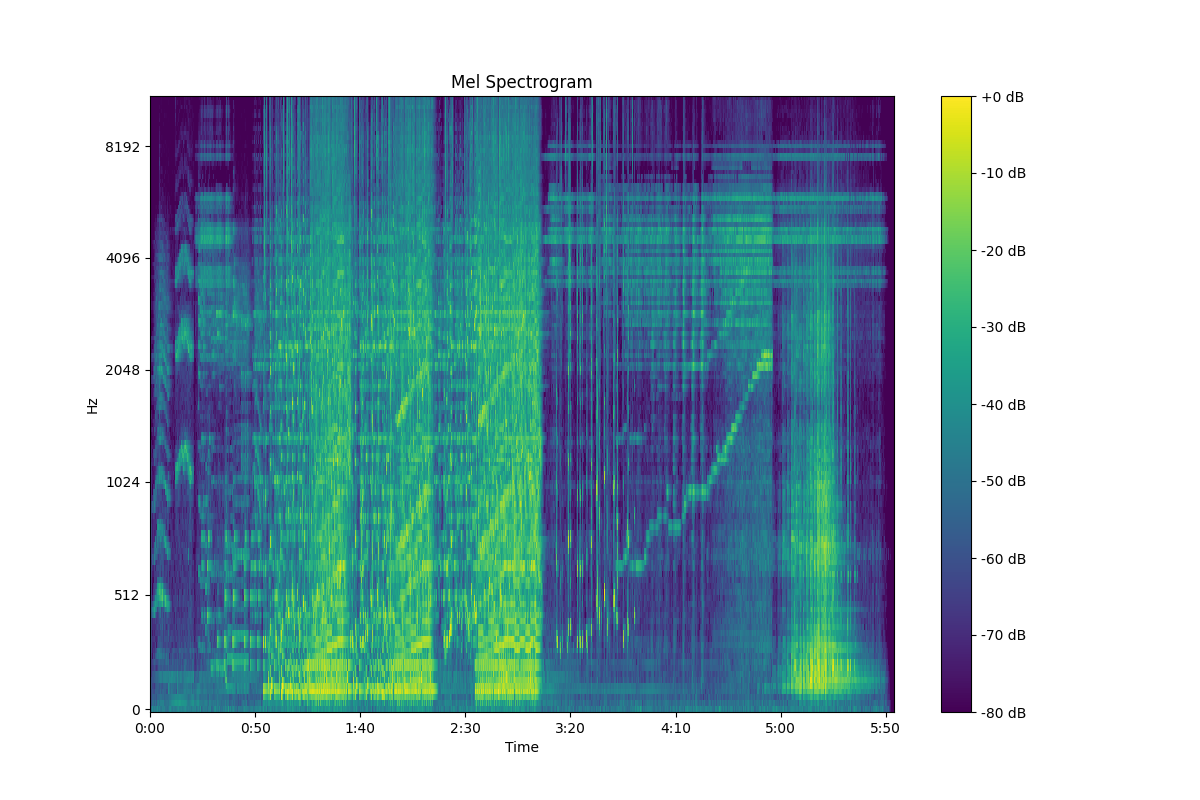 Mel Spectrogram
+0 dB
-10 dB
-20 dB
-30 dB
-40 dB
-50 dB
-60 dB
-70 dB
-80 dB
8192
4096
2048
1024
512
0
Hz
0:00 0:50 1:40 2:30 3:20 4:10 5:00 5:50
Time